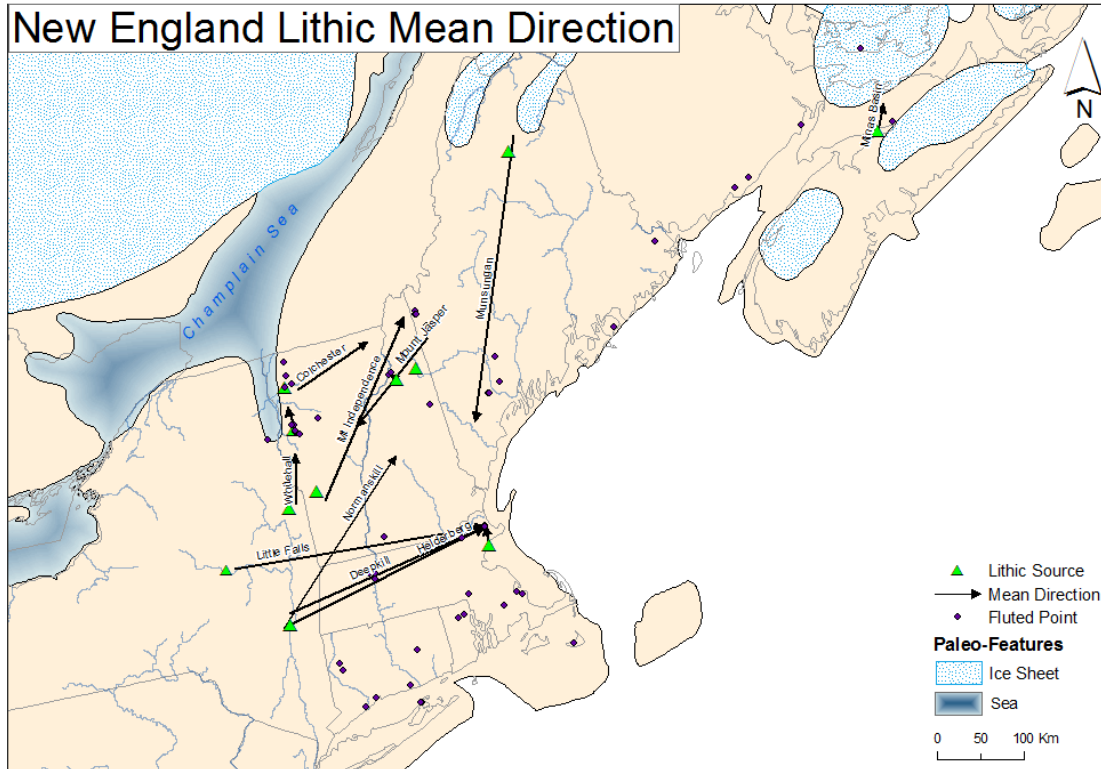 New England Lithic Mean Direction
N
Minas Basin
Champlain Sea
Munsungan
Mount Jasper
Colchester
Mt Independence
Whitehall
Normanskill
Little Falls
Helderberg
Deepkill
Lithic Source
Mean Direction
Fluted Point
Paleo-Features
Ice Sheet
Sea
0 50 100 Km